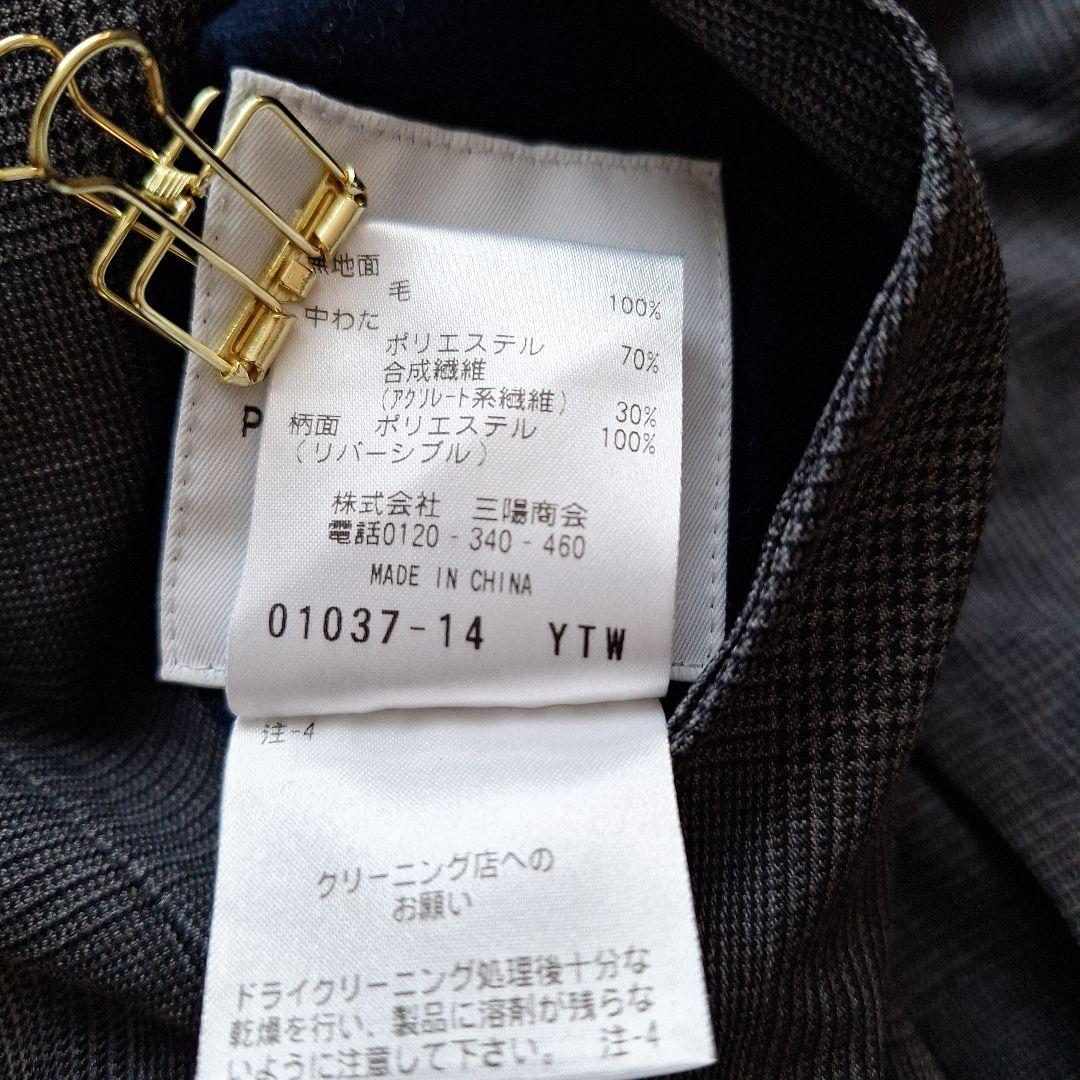 無地面
毛 100%
中わた
ポリエステル 70%
合成繊維
(アクリレート系繊維) 30%
柄面 ポリエステル 100%
(リバーシブル)
P
株式会社 三陽商会
電話0120-340-460
MADE IN CHINA
01037-14 YTW
注-4
クリーニング店への
お願い
ドライクリーニング処理後十分な
乾燥を行い、製品に溶剤が残らな
いように注意して下さい。 注-4